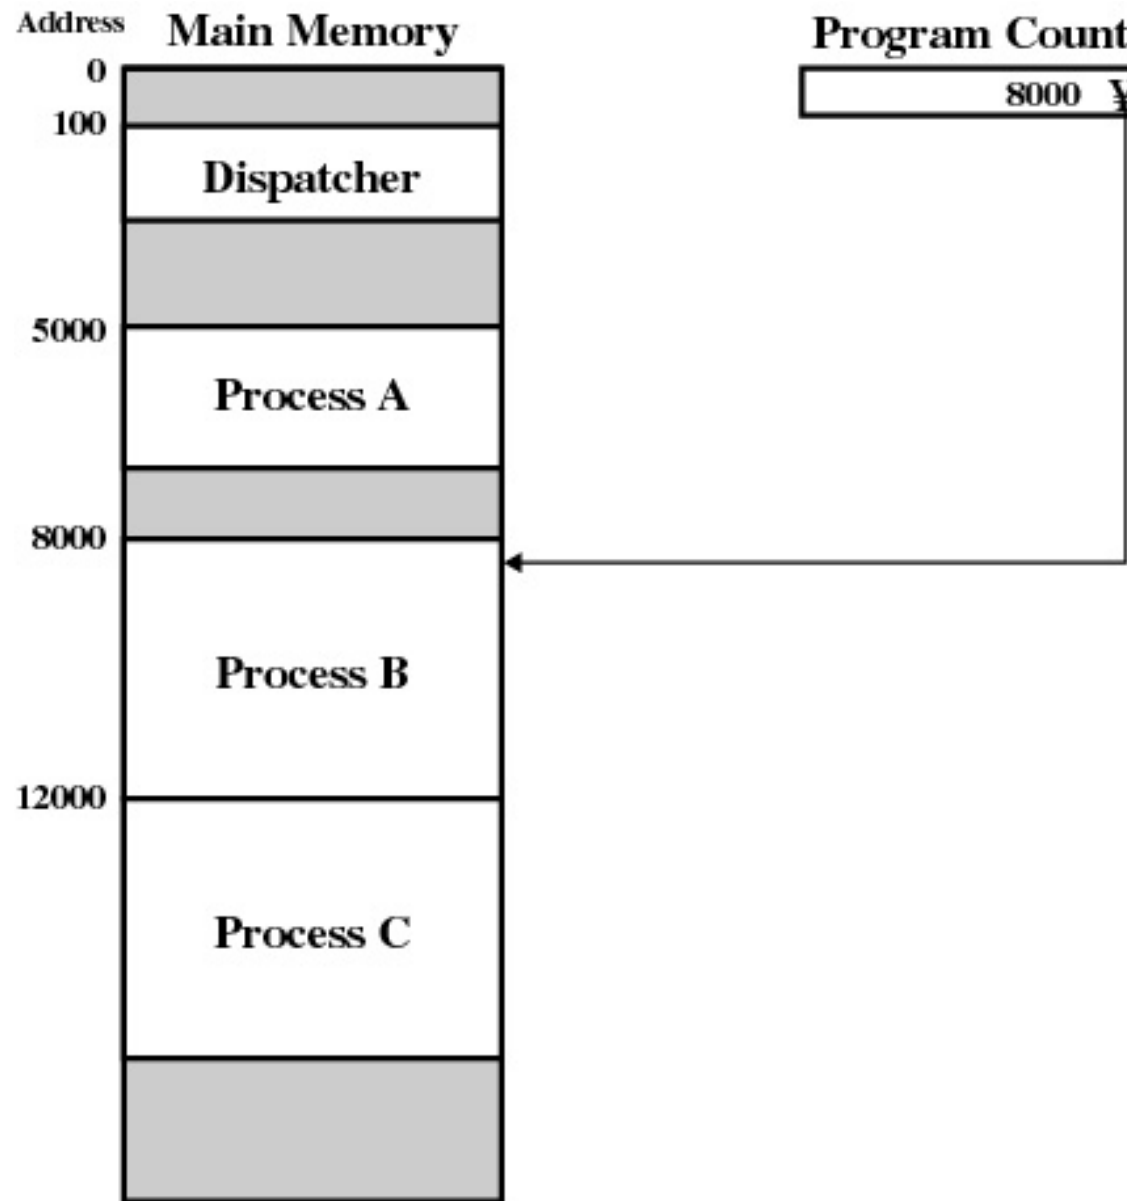 Address
Main Memory
Program Count
0
8000 ¥
100
Dispatcher
5000
Process A
8000
Process B
12000
Process C